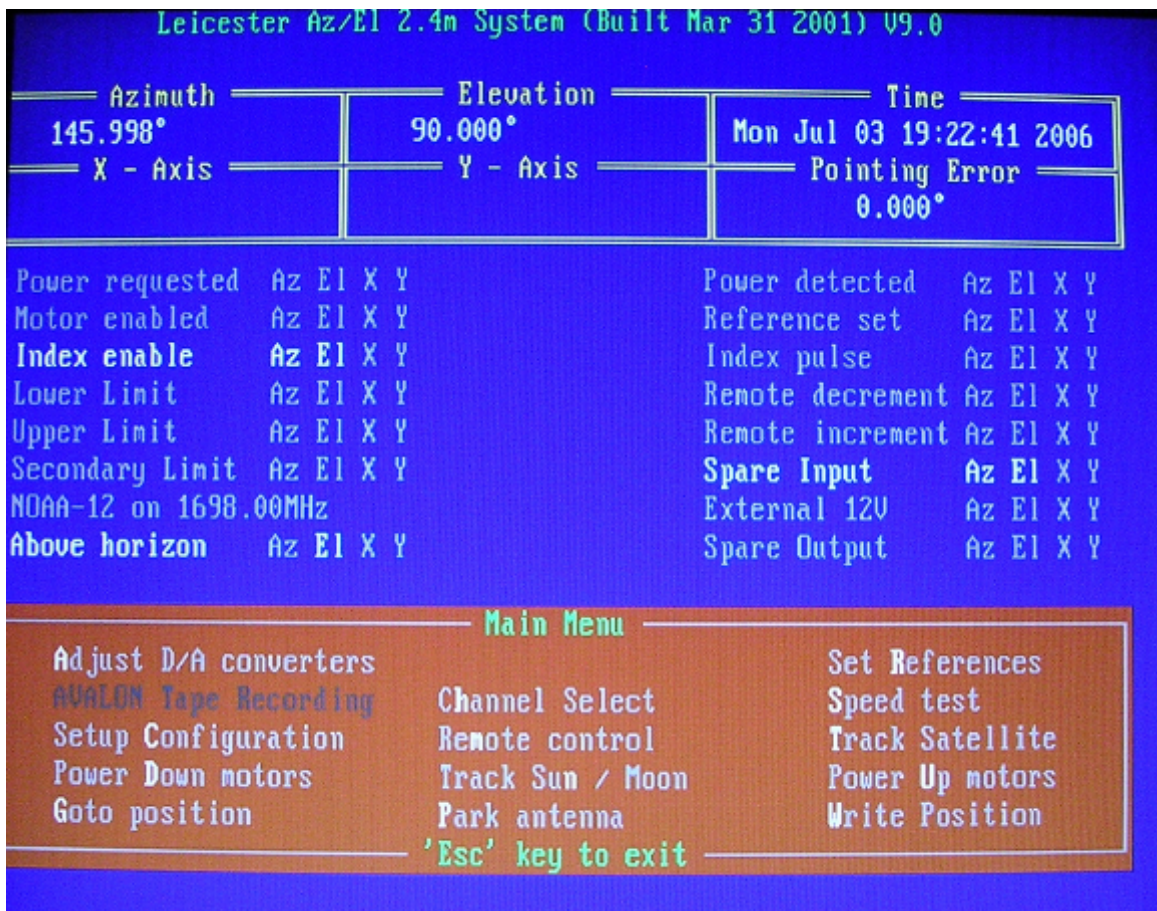 Leicester Az/El 2.4m System (Built Mar 31 2001) V9.0
Azimuth Elevation Time
145.998° 90.000° Mon Jul 03 19:22:41 2006
X - Axis Y - Axis Pointing Error
0.000°
Power requested Az El X Y Power detected Az El X Y
Motor enabled Az El X Y Reference set Az El X Y
Index enable Az El X Y Index pulse Az El X Y
Lower Limit Az El X Y Remote decrement Az El X Y
Upper Limit Az El X Y Remote increment Az El X Y
Secondary Limit Az El X Y Spare Input Az El X Y
NOAA-12 on 1698.00MHz External 12V Az El X Y
Above horizon Az El X Y Spare Output Az El X Y
Main Menu
Adjust D/A converters Set References
AVALON Tape Recording Channel Select Speed test
Setup Configuration Remote control Track Satellite
Power Down motors Track Sun / Moon Power Up motors
Goto position Park antenna Write Position
'Esc' key to exit